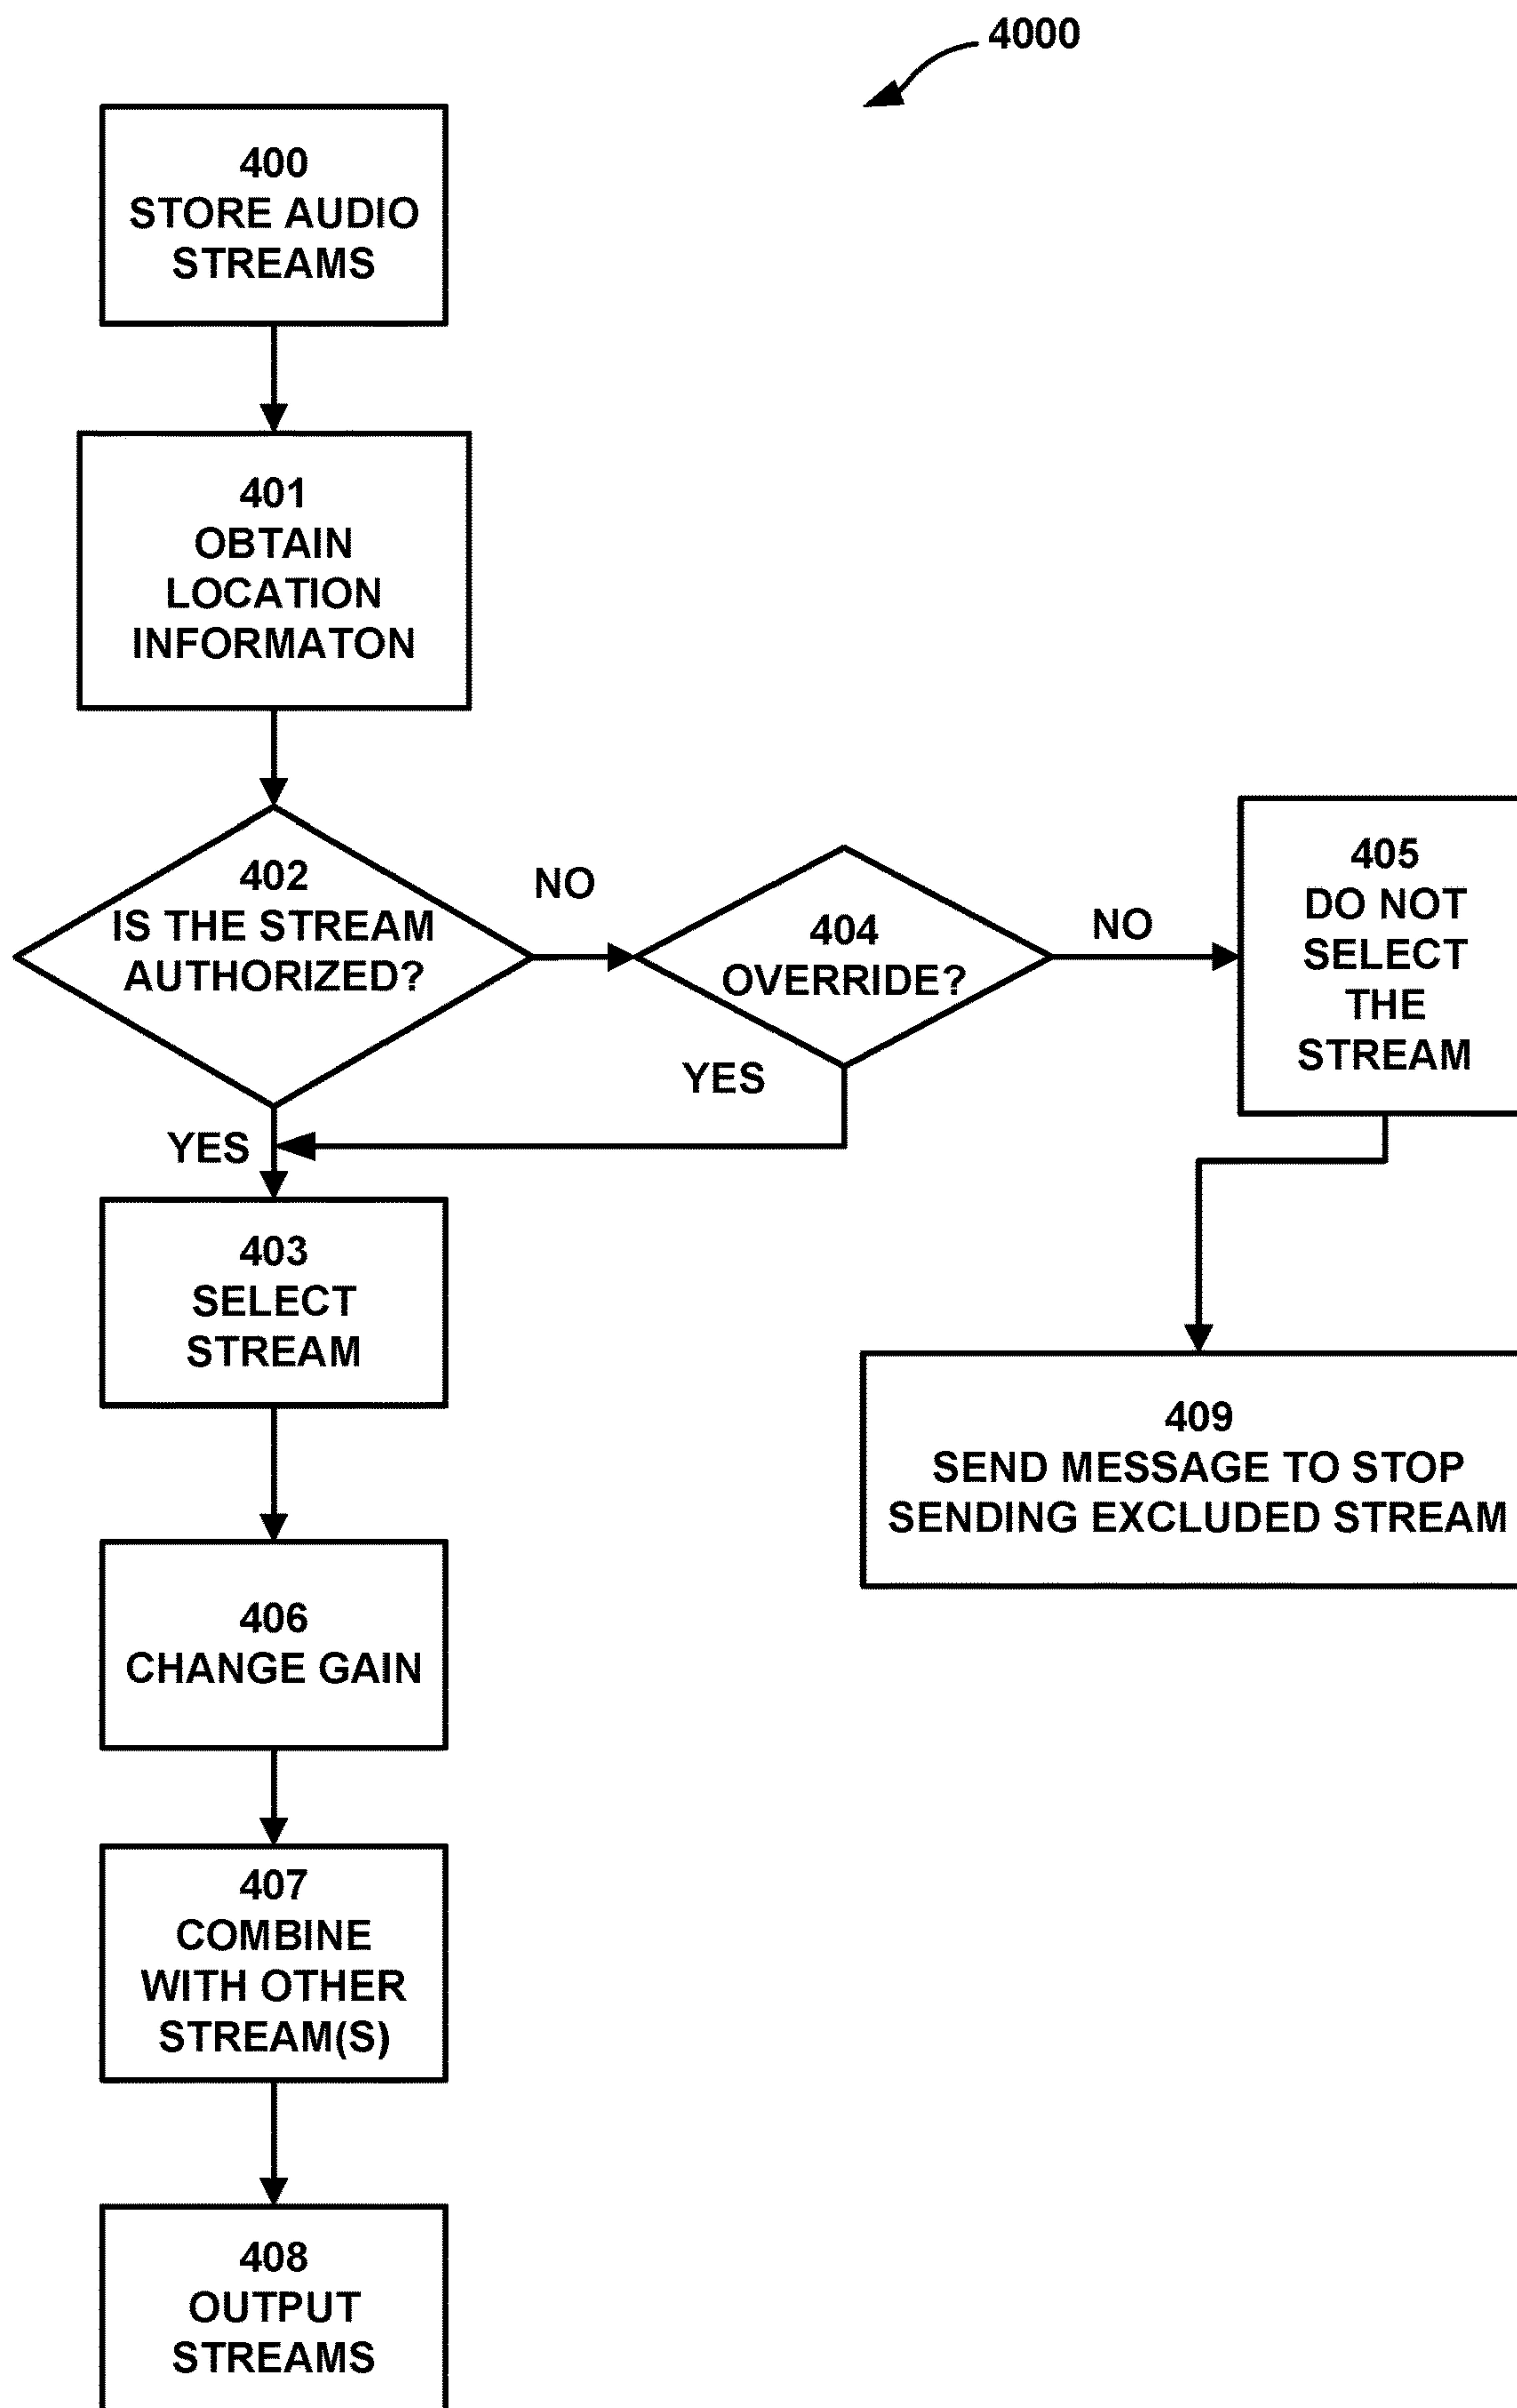 4000
400
STORE AUDIO
STREAMS
401
OBTAIN
LOCATION
INFORMATON
402
IS THE STREAM
AUTHORIZED?
NO
404
OVERRIDE?
NO
405
DO NOT
SELECT
THE
STREAM
YES
YES
403
SELECT
STREAM
409
SEND MESSAGE TO STOP
SENDING EXCLUDED STREAM
406
CHANGE GAIN
407
COMBINE
WITH OTHER
STREAM(S)
408
OUTPUT
STREAMS